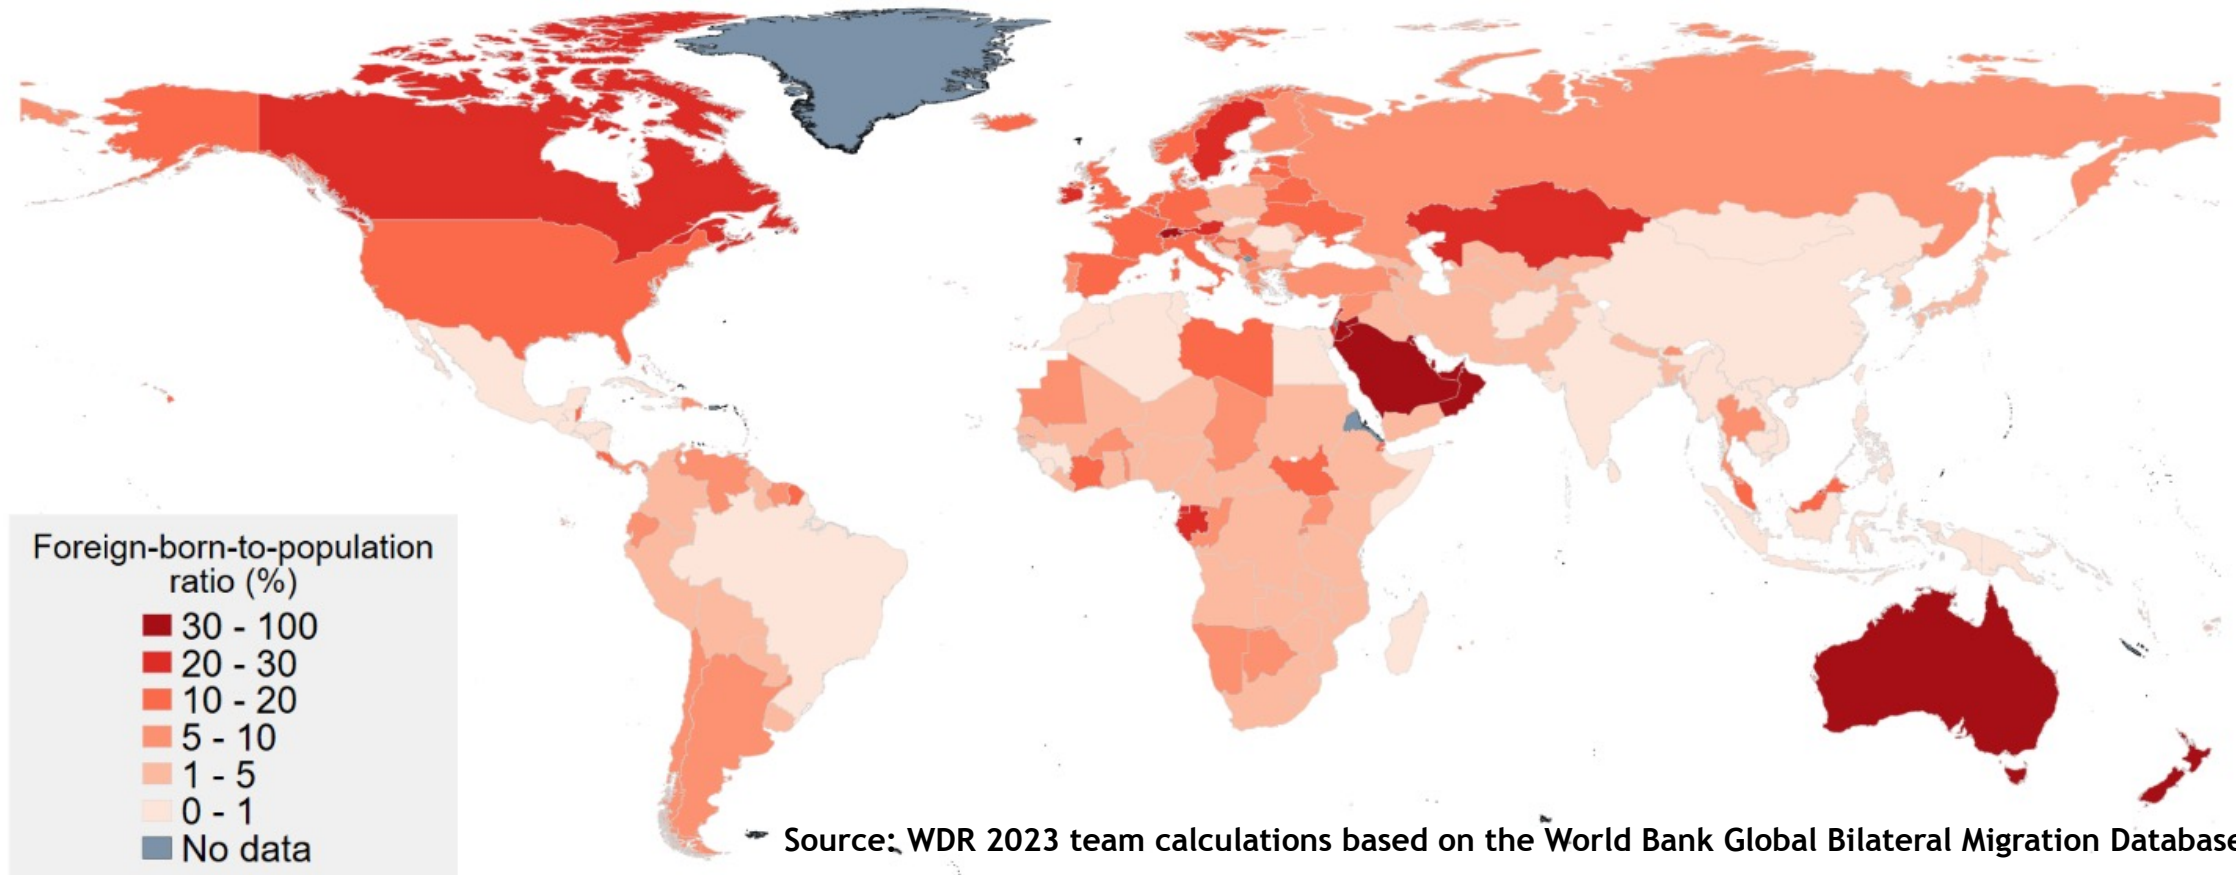 Foreign-born-to-population
ratio (%)
30 - 100
20 - 30
10 - 20
5 - 10
1 - 5
0 - 1
No data
Source: WDR 2023 team calculations based on the World Bank Global Bilateral Migration Database